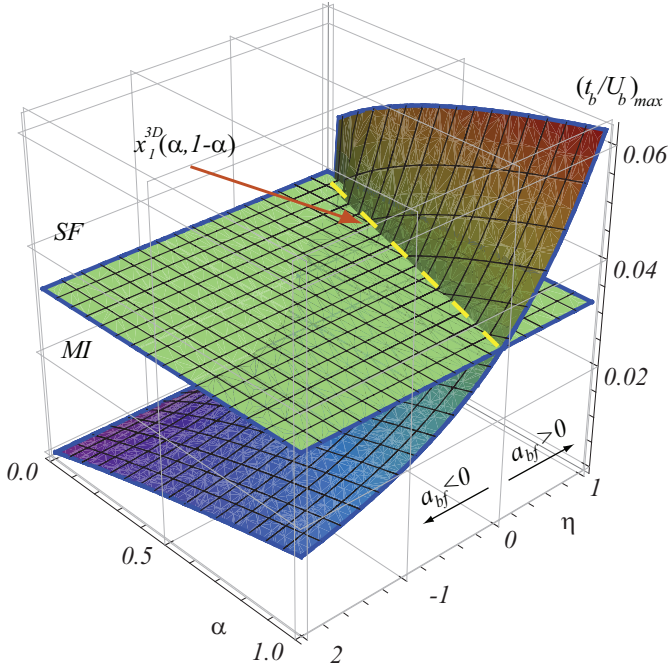 (t_b/U_b)_max
x_1^3D(α,1-α)
0.06
SF
0.04
MI
0.02
0.0
a_bf<0
a_bf>0
1
η
0
0.5
-1
α
1.0
2